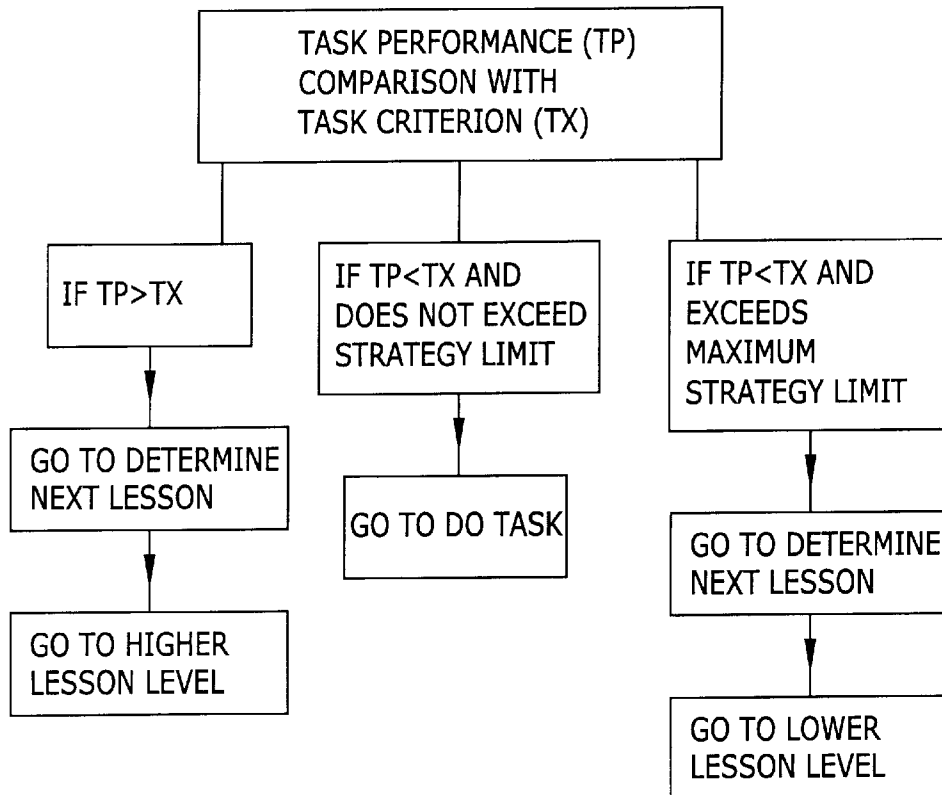 TASK PERFORMANCE (TP)
COMPARISON WITH
TASK CRITERION (TX)
IF TP>TX
GO TO DETERMINE
NEXT LESSON
GO TO HIGHER
LESSON LEVEL
IF TP<TX AND
DOES NOT EXCEED
STRATEGY LIMIT
GO TO DO TASK
IF TP<TX AND
EXCEEDS
MAXIMUM
STRATEGY LIMIT
GO TO DETERMINE
NEXT LESSON
GO TO LOWER
LESSON LEVEL